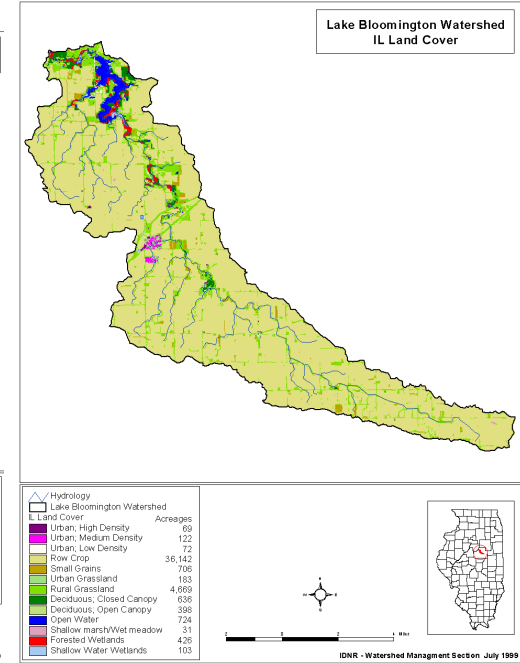 Lake Bloomington Watershed
IL Land Cover
Hydrology
Lake Bloomington Watershed
IL Land Cover Acreages
Urban; High Density 69
Urban; Medium Density 122
Urban; Low Density 72
Row Crop 36,142
Small Grains 706
Urban Grassland 183
Rural Grassland 4,669
Deciduous; Closed Canopy 636
Deciduous; Open Canopy 398
Open Water 724
Shallow marsh/Wet meadow 31
Forested Wetlands 426
Shallow Water Wetlands 103
IDNR - Watershed Managment Section July 1999